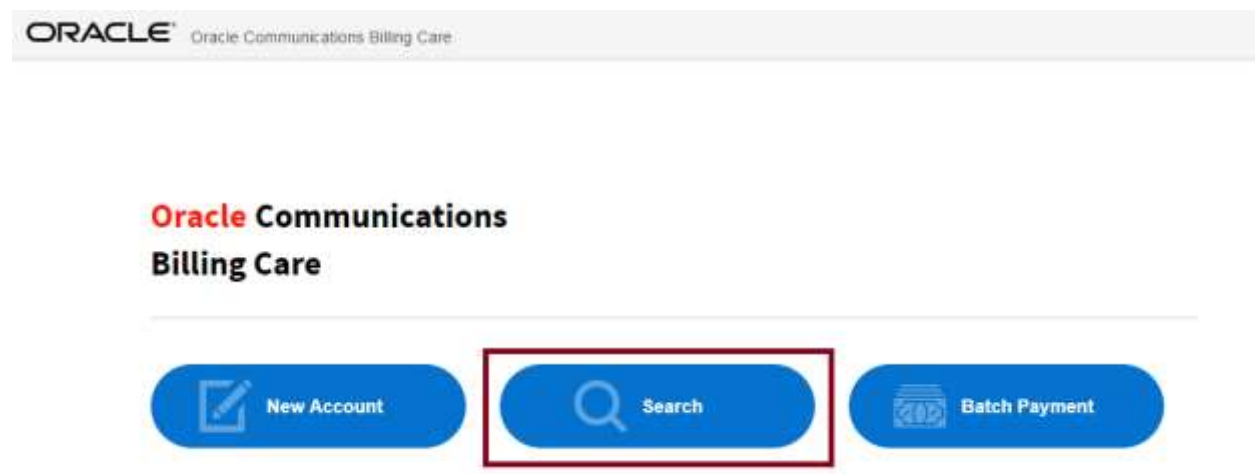 ORACLE Oracle Communications Billing Care
Oracle Communications
Billing Care
New Account
Search
Batch Payment